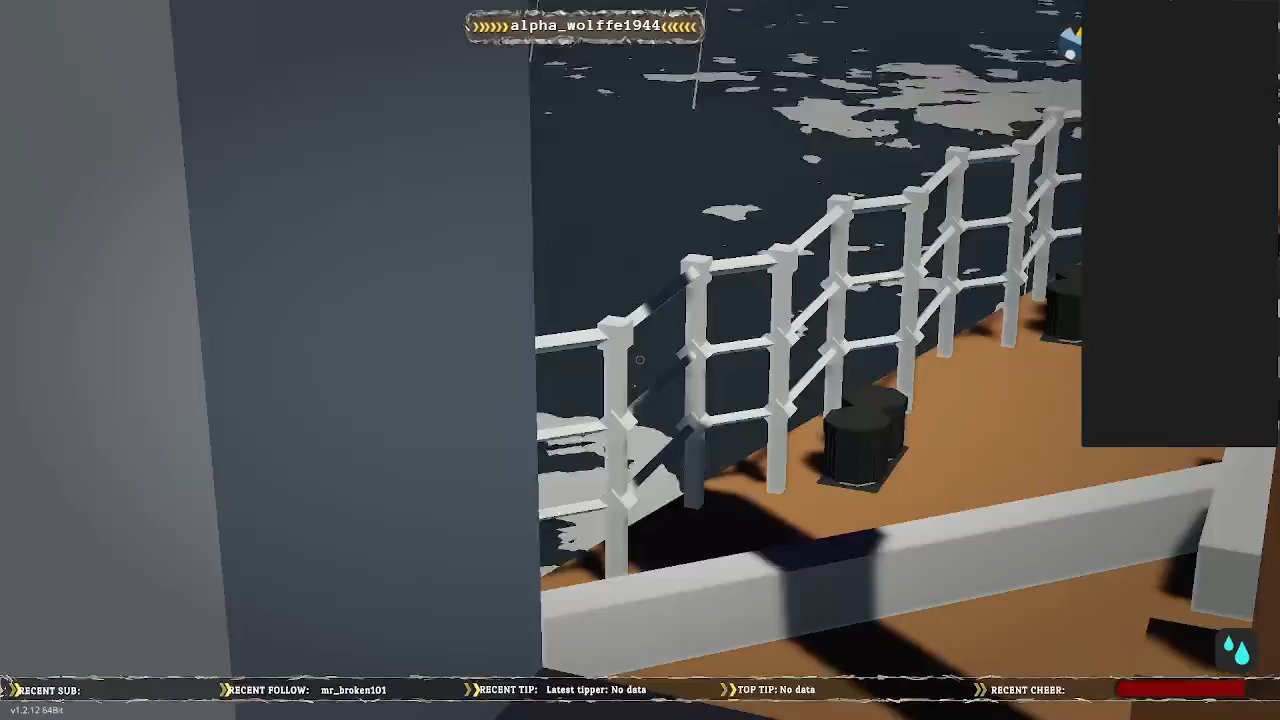 alpha_wolffe1944
RECENT SUB:
RECENT FOLLOW: mr_broken101
RECENT TIP: Latest tipper: No data
TOP TIP: No data
RECENT CHEER:
v1.2.12 64Bit